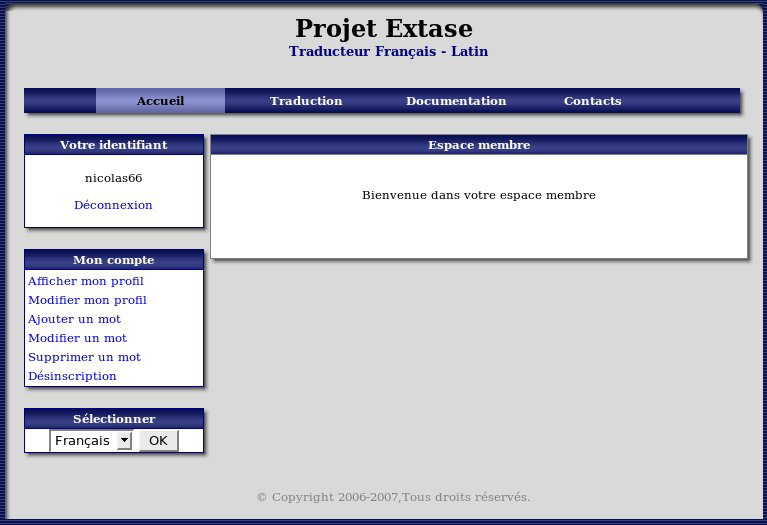 Projet Extase
Traducteur Français - Latin
Accueil Traduction Documentation Contacts
Votre identifiant
nicolas66
Déconnexion
Espace membre
Bienvenue dans votre espace membre
Mon compte
Afficher mon profil
Modifier mon profil
Ajouter un mot
Modifier un mot
Supprimer un mot
Désinscription
Sélectionner
Français OK
© Copyright 2006-2007,Tous droits réservés.